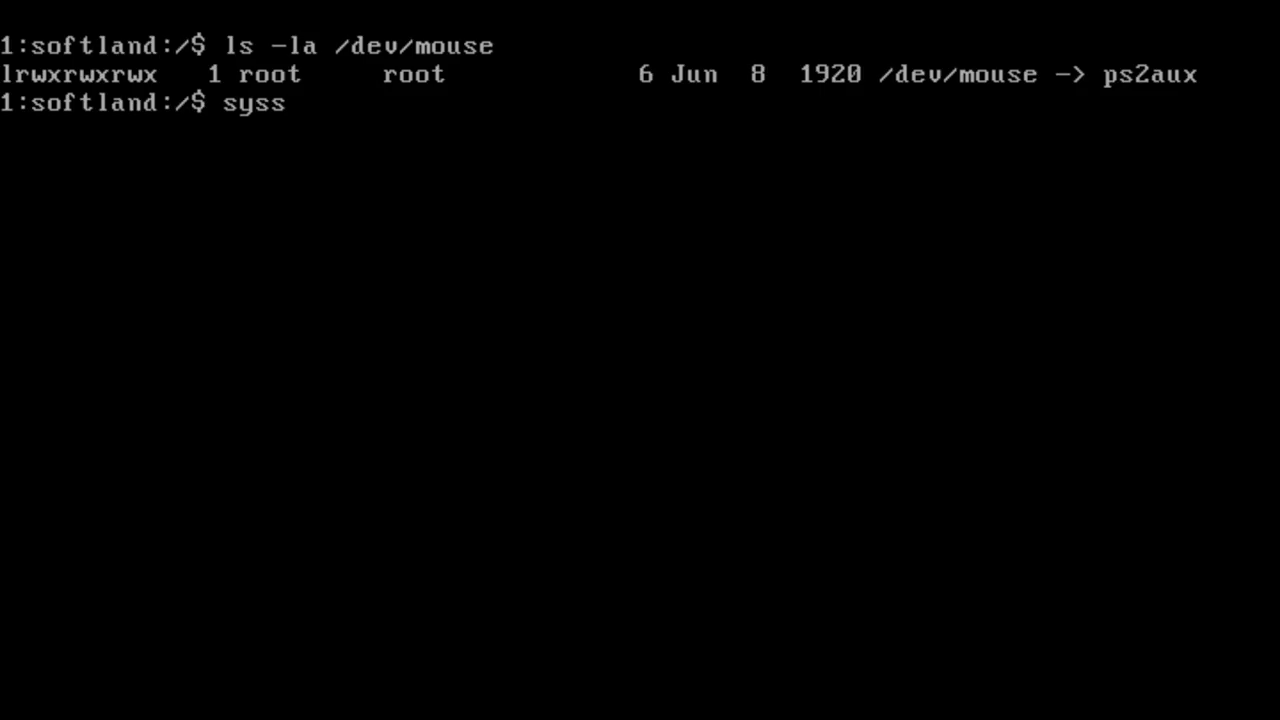 1:softland:/$ ls -la /dev/mouse
lrwxrwxrwx   1 root     root            6 Jun  8  1920 /dev/mouse -> ps2aux
1:softland:/$ syss